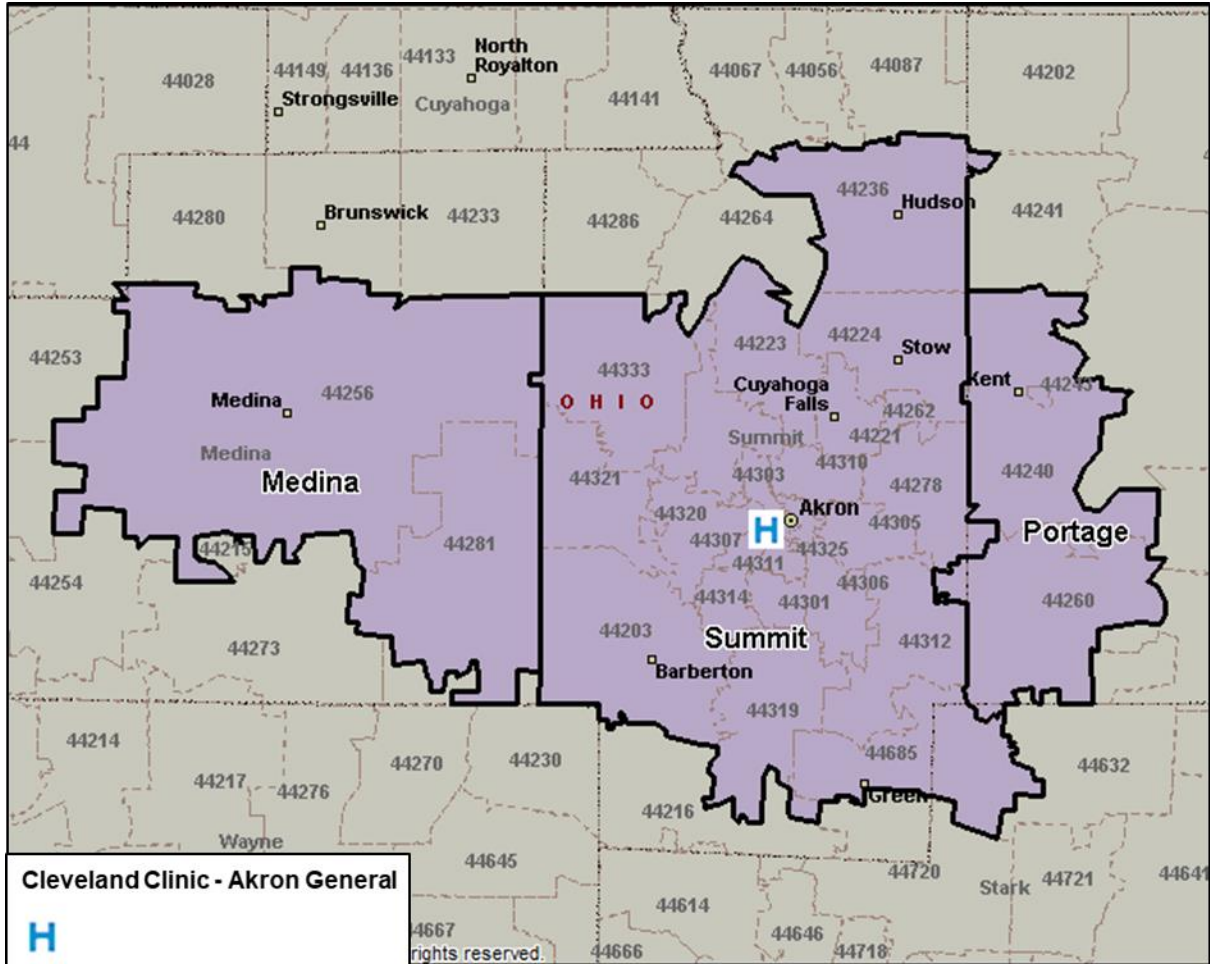 44028
44149
44136
44133
North
Royalton
44067
44056
44087
44202
Strongsville
Cuyahoga
44141
44
44236
Hudson
44280
Brunswick
44233
44286
44264
44241
44253
44256
44333
44223
44224
Stow
OHIO
Medina
Cuyahoga
Falls
Kent
44243
44262
Medina
Summit
44221
Medina
44321
44303
44310
44278
44240
44320
Akron
H
44305
Portage
44281
44307
44325
44215
44311
44254
44306
44314
44301
44260
44273
44203
Summit
44312
Barberton
44319
44214
44685
44270
44230
44632
44217
44276
Green
44216
Wayne
44645
44720
Stark
44721
44641
Cleveland Clinic - Akron General
H
44614
44667
44646
rights reserved.
44666
44718